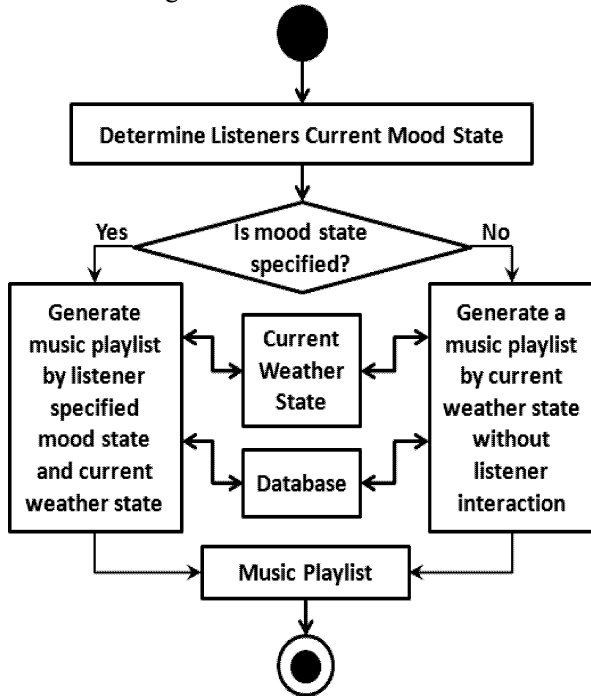 Determine Listeners Current Mood State
Is mood state
specified?
Yes
No
Generate
music playlist
by listener
specified
mood state
and current
weather state
Current
Weather
State
Database
Generate a
music playlist
by current
weather state
without
listener
interaction
Music Playlist